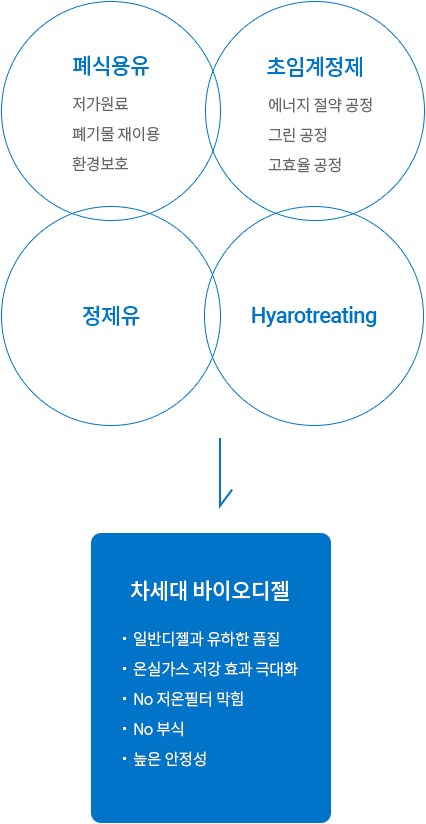 폐식용유
저가원료
폐기물 재이용
환경보호
초임계정제
에너지 절약 공정
그린 공정
고효율 공정
정제유
Hyarotreating
차세대 바이오디젤
· 일반디젤과 유하한 품질
· 온실가스 저강 효과 극대화
· No 저온필터 막힘
· No 부식
· 높은 안정성